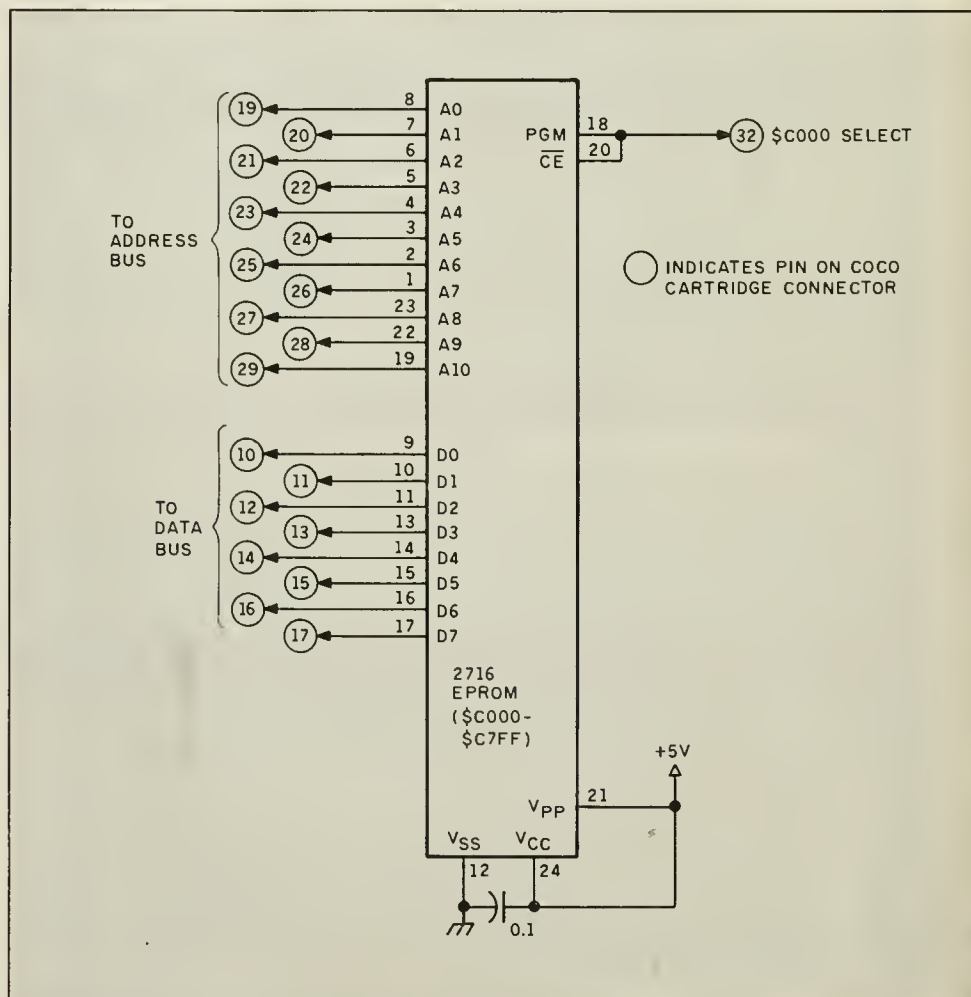 19 8 A0
20 7 A1
21 6 A2
22 5 A3
23 4 A4
24 3 A5
25 2 A6
26 1 A7
27 23 A8
28 22 A9
29 19 A10
TO
ADDRESS
BUS
10 9 D0
11 10 D1
12 11 D2
13 13 D3
14 14 D4
15 15 D5
16 16 D6
17 17 D7
TO
DATA
BUS
PGM 18
CE 20
32 $C000 SELECT
INDICATES PIN ON COCO
CARTRIDGE CONNECTOR
2716
EPROM
($C000-
$C7FF)
+5V
VPP 21
VSS VCC
12 24
0.1